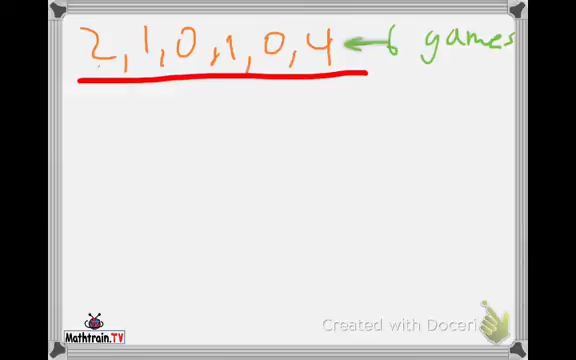 2, 1, 0, 1, 0, 4 ← 6 games
Created with Doceri
Mathtrain.TV